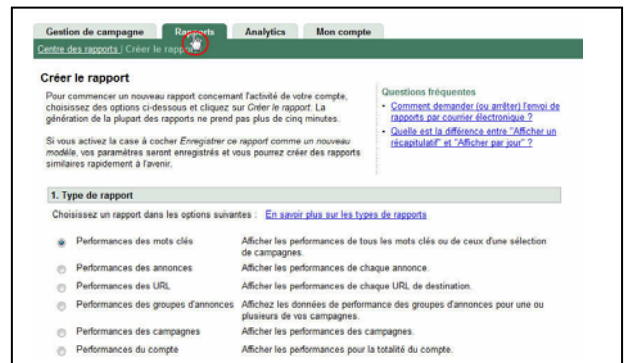 Gestion de campagne Rapports Analytics Mon compte
Centre des rapports | Créer le rapport
Créer le rapport
Pour commencer un nouveau rapport concernant l'activité de votre compte,
choisissez des options ci-dessous et cliquez sur Créer le rapport. La
génération de la plupart des rapports ne prend pas plus de cinq minutes.
Si vous activez la case à cocher Enregistrer ce rapport comme un nouveau
modèle, vos paramètres seront enregistrés et vous pourrez créer des rapports
similaires rapidement à l'avenir.
Questions fréquentes
• Comment demander (ou arrêter) l'envoi de
rapports par courrier électronique ?
• Quelle est la différence entre "Afficher un
récapitulatif" et "Afficher par jour" ?
1. Type de rapport
Choisissez un rapport dans les options suivantes : En savoir plus sur les types de rapports
Performances des mots clés Afficher les performances de tous les mots clés ou de ceux d'une sélection
de campagnes.
Performances des annonces Afficher les performances de chaque annonce.
Performances des URL Afficher les performances de chaque URL de destination.
Performances des groupes d'annonces Affichez les données de performance des groupes d'annonces pour une ou
plusieurs de vos campagnes.
Performances des campagnes Afficher les performances des campagnes.
Performances du compte Afficher les performances pour la totalité du compte.